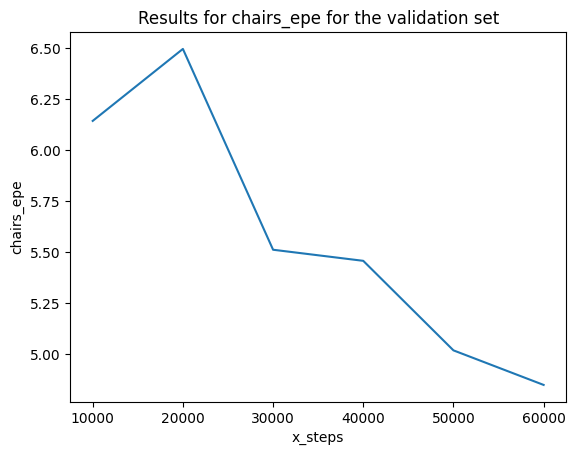 Results for chairs_epe for the validation set
6.50
6.25
6.00
5.75
5.50
5.25
5.00
chairs_epe
10000 20000 30000 40000 50000 60000
x_steps